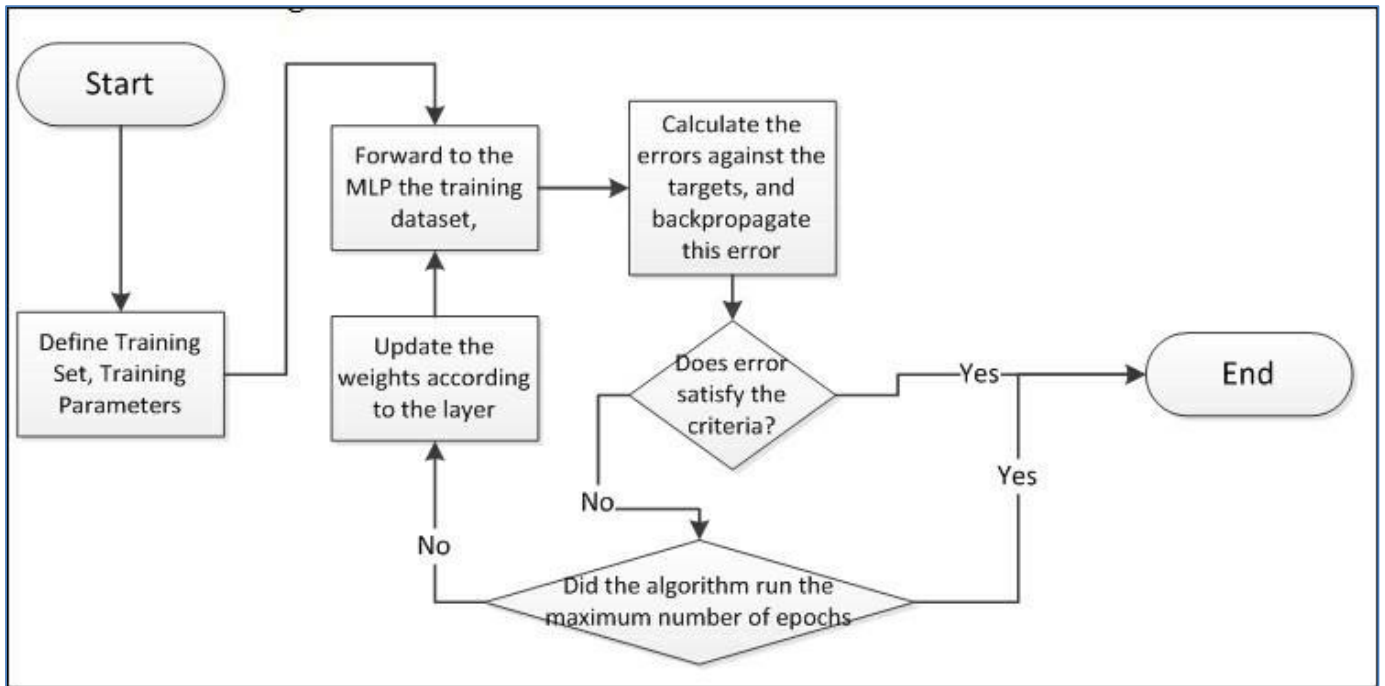 Start
Define Training
Set, Training
Parameters
Forward to the
MLP the training
dataset,
Calculate the
errors against the
targets, and
backpropagate
this error
Update the
weights according
to the layer
Does error
satisfy the
criteria?
Yes
End
No
Yes
No
Did the algorithm run the
maximum number of epochs